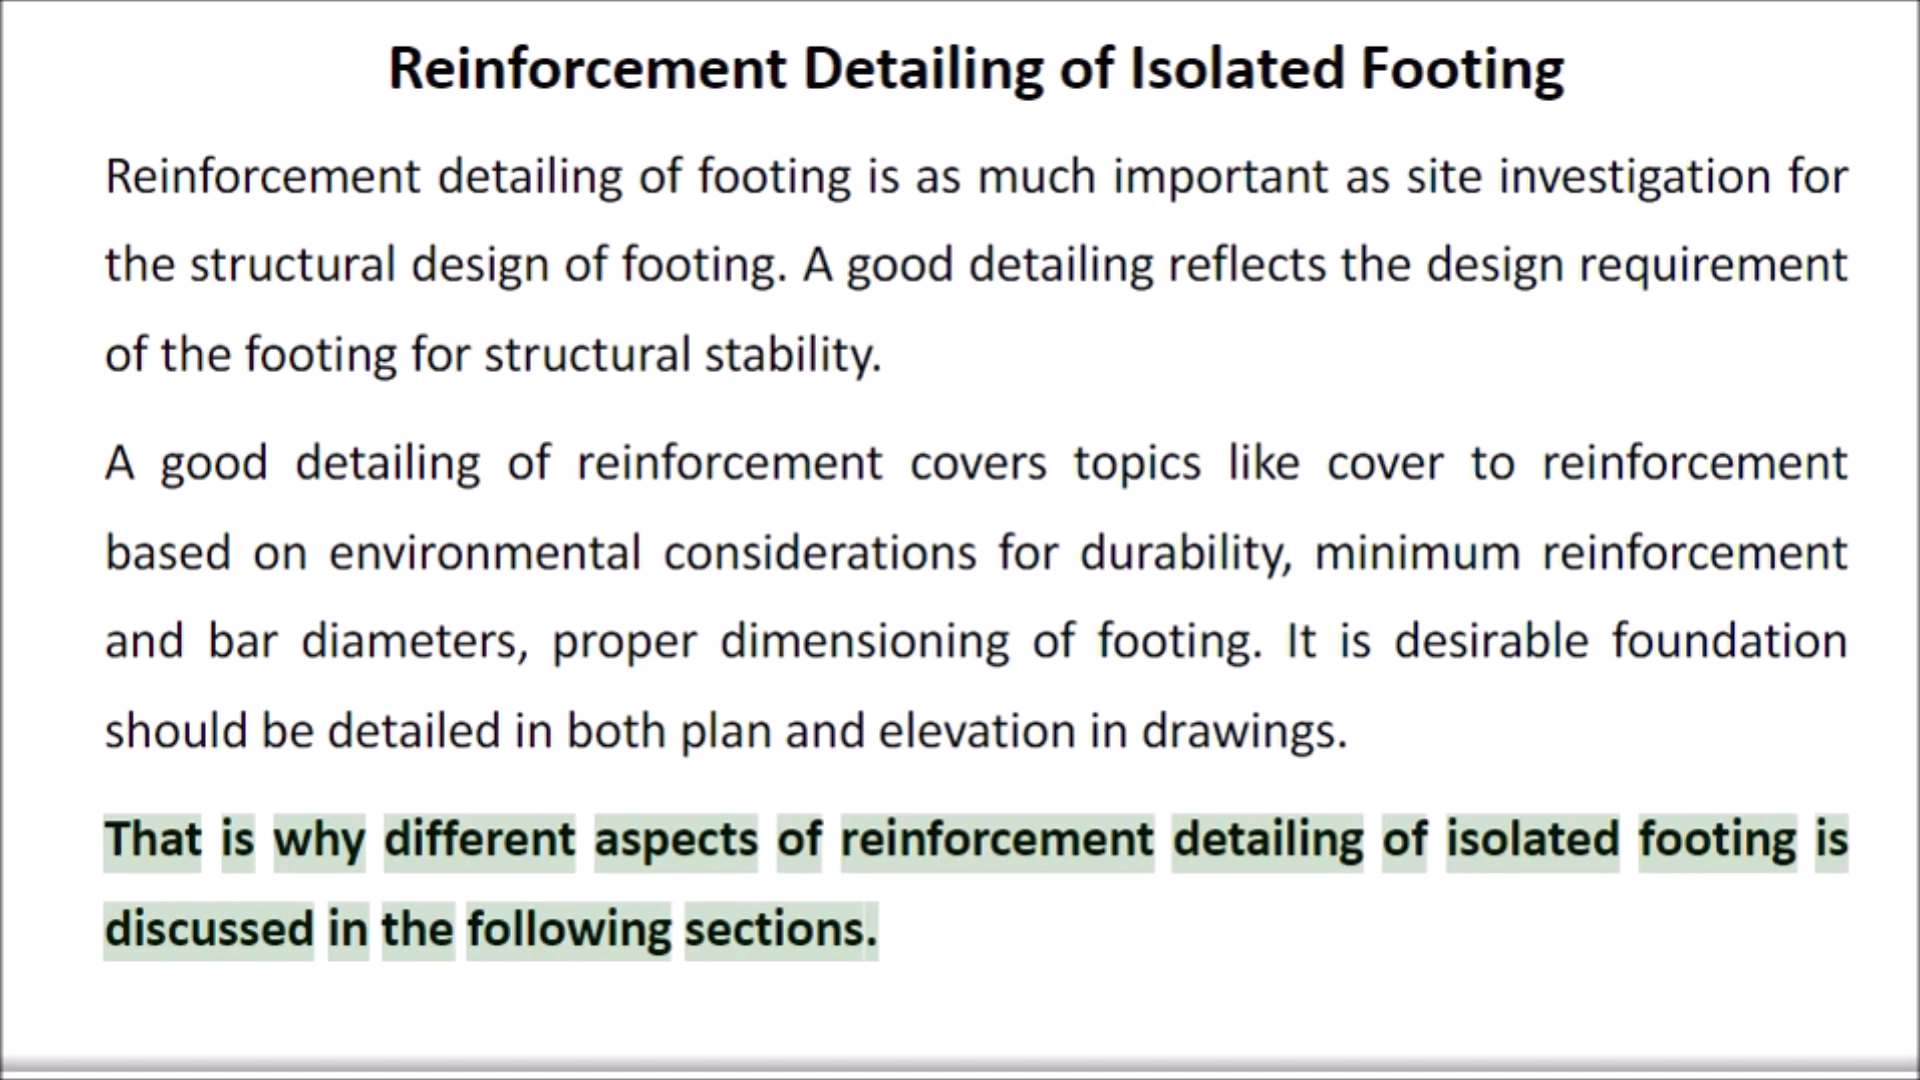 Reinforcement Detailing of Isolated Footing
Reinforcement detailing of footing is as much important as site investigation for
the structural design of footing. A good detailing reflects the design requirement
of the footing for structural stability.
A good detailing of reinforcement covers topics like cover to reinforcement
based on environmental considerations for durability, minimum reinforcement
and bar diameters, proper dimensioning of footing. It is desirable foundation
should be detailed in both plan and elevation in drawings.
That is why different aspects of reinforcement detailing of isolated footing is
discussed in the following sections.